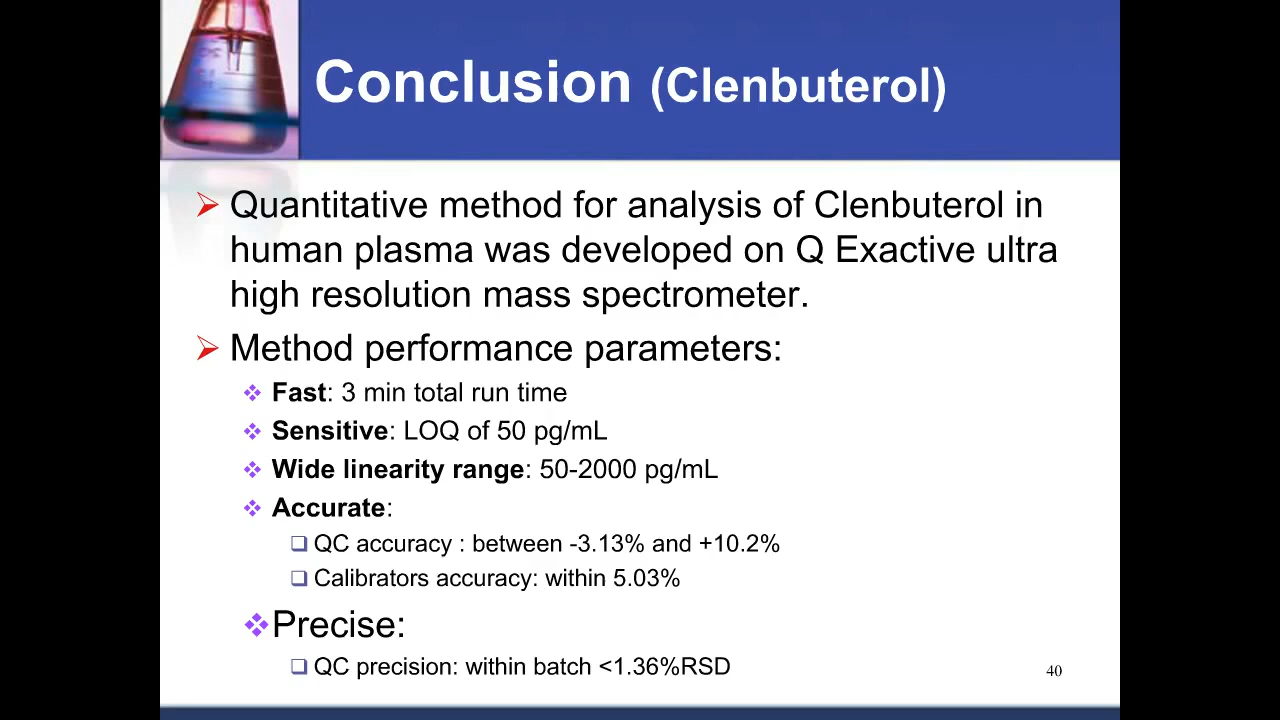 Conclusion (Clenbuterol)
Quantitative method for analysis of Clenbuterol in
human plasma was developed on Q Exactive ultra
high resolution mass spectrometer.
Method performance parameters:
Fast: 3 min total run time
Sensitive: LOQ of 50 pg/mL
Wide linearity range: 50-2000 pg/mL
Accurate:
QC accuracy : between -3.13% and +10.2%
Calibrators accuracy: within 5.03%
Precise:
QC precision: within batch <1.36%RSD
40